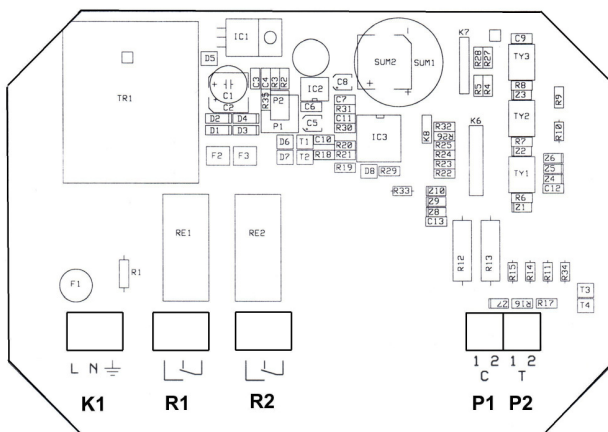 IC1
K7
C9
D5
SUM2
SUM1
R28
R27
TY3
C3
C4
R3
R2
IC2
C8
TR1
C1
R35
P2
C6
C7
R5
R4
R8
Z3
R9
C2
R31
D2
D4
P1
C5
C11
IC3
K8
R32
K6
TY2
D1
D3
R30
R26
R10
D6
T1
C10
R20
R25
R7
F2
F3
D7
T2
R18
R21
R24
Z2
Z6
R19
D8
R29
R23
TY1
Z5
R22
Z4
R33
Z10
C12
Z9
R6
RE1
RE2
Z8
Z1
C13
R12
R13
F1
R1
R15
R14
R11
R34
T3
Z7
R16
R17
T4
L N
1 2 1 2
C T
K1 R1 R2 P1 P2